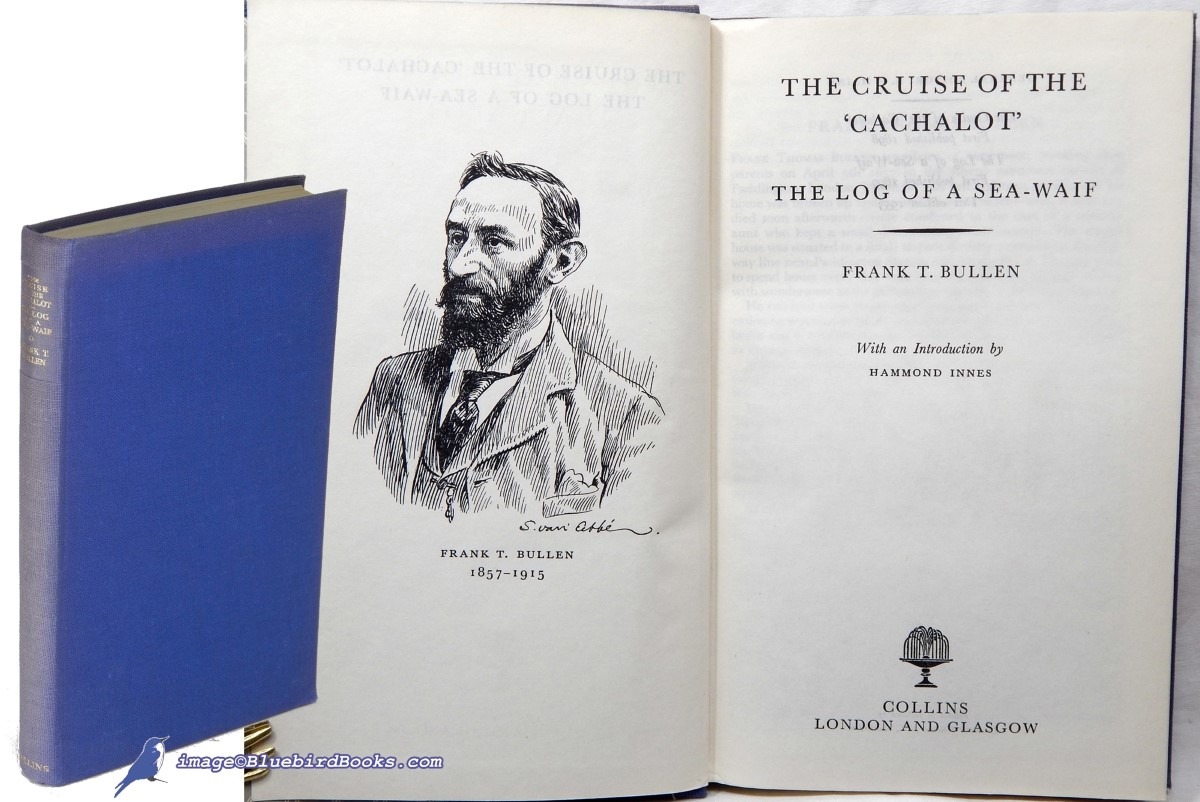 THE CRUISE OF THE
'CACHALOT'
THE LOG OF A SEA-WAIF
FRANK T. BULLEN
With an Introduction by
HAMMOND INNES
COLLINS
LONDON AND GLASGOW
S. van Abbé.
FRANK T. BULLEN
1857–1915
THE CRUISE OF THE 'CACHALOT'
THE LOG OF A SEA-WAIF
image©BluebirdBooks.com